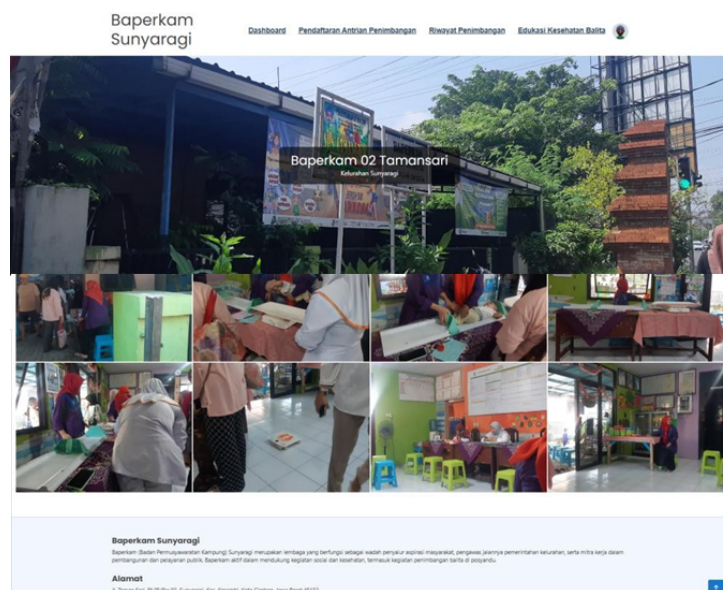 Baperkam
Sunyaragi
Dashboard Pendaftaran Antrian Penimbangan Riwayat Penimbangan Edukasi Kesehatan Balita
Baperkam 02 Tamansari
Kelurahan Sunyaragi
Baperkam Sunyaragi
Baperkam (Badan Permusyawaratan Kampung) Sunyaragi merupakan lembaga yang berfungsi sebagai wadah penyalur aspirasi masyarakat, pengawas jalannya pemerintahan kelurahan, serta mitra kerja dalam
pembangunan dan pelayanan publik. Baperkam aktif dalam mendukung kegiatan sosial dan kesehatan, termasuk kegiatan penimbangan balita di posyandu.
Alamat